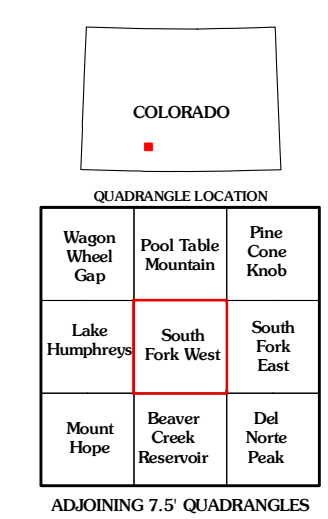 COLORADO
QUADRANGLE LOCATION
Wagon
Wheel
Gap
Pool Table
Mountain
Pine
Cone
Knob
Lake
Humphreys
South
Fork West
South
Fork
East
Mount
Hope
Beaver
Creek
Reservoir
Del
Norte
Peak
ADJOINING 7.5' QUADRANGLES